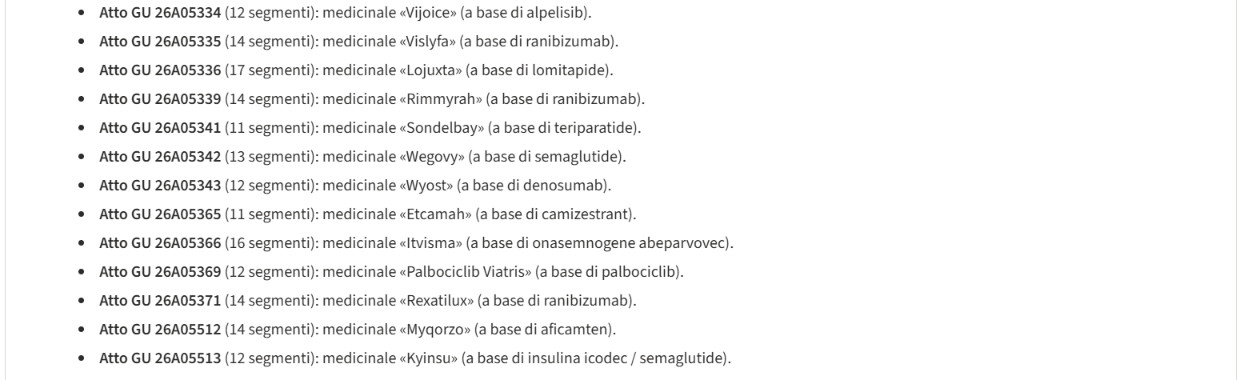 Atto GU 26A05334 (12 segmenti): medicinale «Vijoice» (a base di alpelisib).
Atto GU 26A05335 (14 segmenti): medicinale «Vislyfa» (a base di ranibizumab).
Atto GU 26A05336 (17 segmenti): medicinale «Lojuxta» (a base di lomitapide).
Atto GU 26A05339 (14 segmenti): medicinale «Rimmyrah» (a base di ranibizumab).
Atto GU 26A05341 (11 segmenti): medicinale «Sondelbay» (a base di teriparatide).
Atto GU 26A05342 (13 segmenti): medicinale «Wegovy» (a base di semaglutide).
Atto GU 26A05343 (12 segmenti): medicinale «Wyost» (a base di denosumab).
Atto GU 26A05365 (11 segmenti): medicinale «Etcamah» (a base di camizestrant).
Atto GU 26A05366 (16 segmenti): medicinale «Itvisma» (a base di onasemnogene abeparvovec).
Atto GU 26A05369 (12 segmenti): medicinale «Palbociclib Viatris» (a base di palbociclib).
Atto GU 26A05371 (14 segmenti): medicinale «Rexatilux» (a base di ranibizumab).
Atto GU 26A05512 (14 segmenti): medicinale «Myqorzo» (a base di aficamten).
Atto GU 26A05513 (12 segmenti): medicinale «Kyinsu» (a base di insulina icodec / semaglutide).